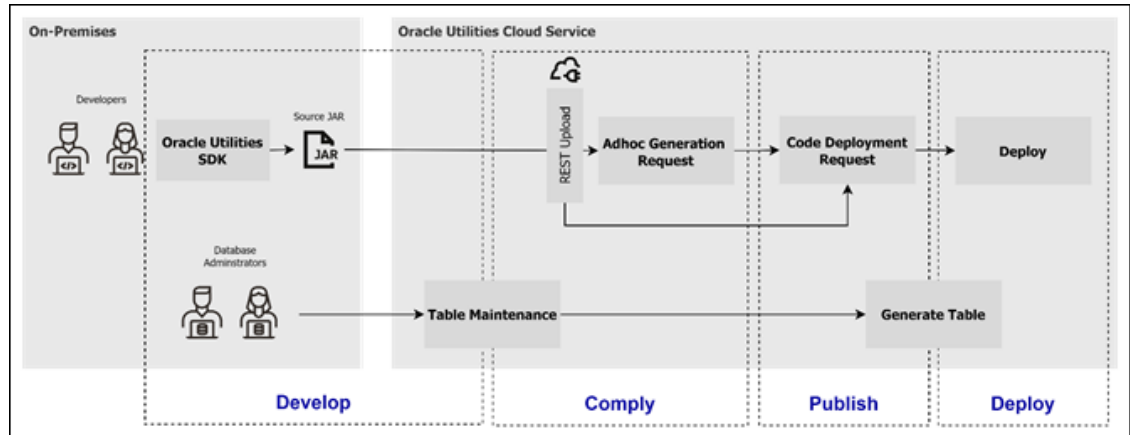 On-Premises
Oracle Utilities Cloud Service
Developers
Source JAR
Oracle Utilities
SDK
JAR
REST Upload
Adhoc Generation
Request
Code Deployment
Request
Deploy
Database
Adminstrators
Table Maintenance
Generate Table
Develop
Comply
Publish
Deploy